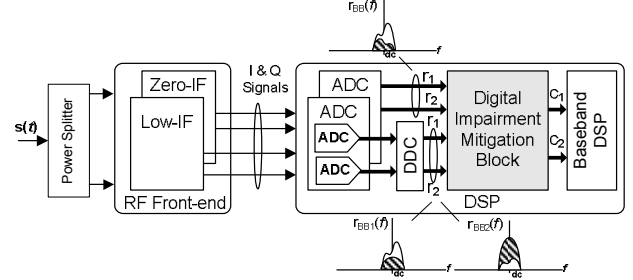 r_BB(f)
dc
f
s(t)
Power Splitter
Zero-IF
Low-IF
RF Front-end
I & Q
Signals
ADC
ADC
ADC
ADC
DDC
r1
r2
r1
r2
Digital
Impairment
Mitigation
Block
C1
C2
Baseband
DSP
DSP
r_BB1(f)
dc
f
r_BB2(f)
dc
f